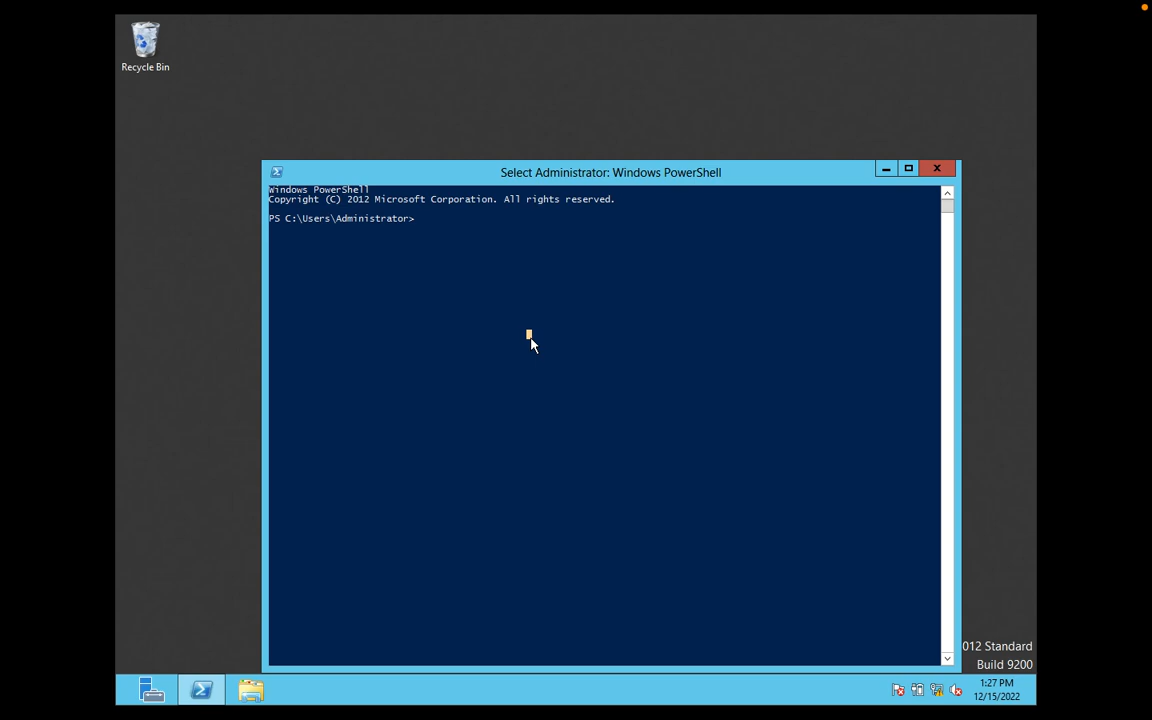 Recycle Bin
Select Administrator: Windows PowerShell
Windows PowerShell
Copyright (C) 2012 Microsoft Corporation. All rights reserved.
PS C:\Users\Administrator>
012 Standard
Build 9200
1:27 PM
12/15/2022